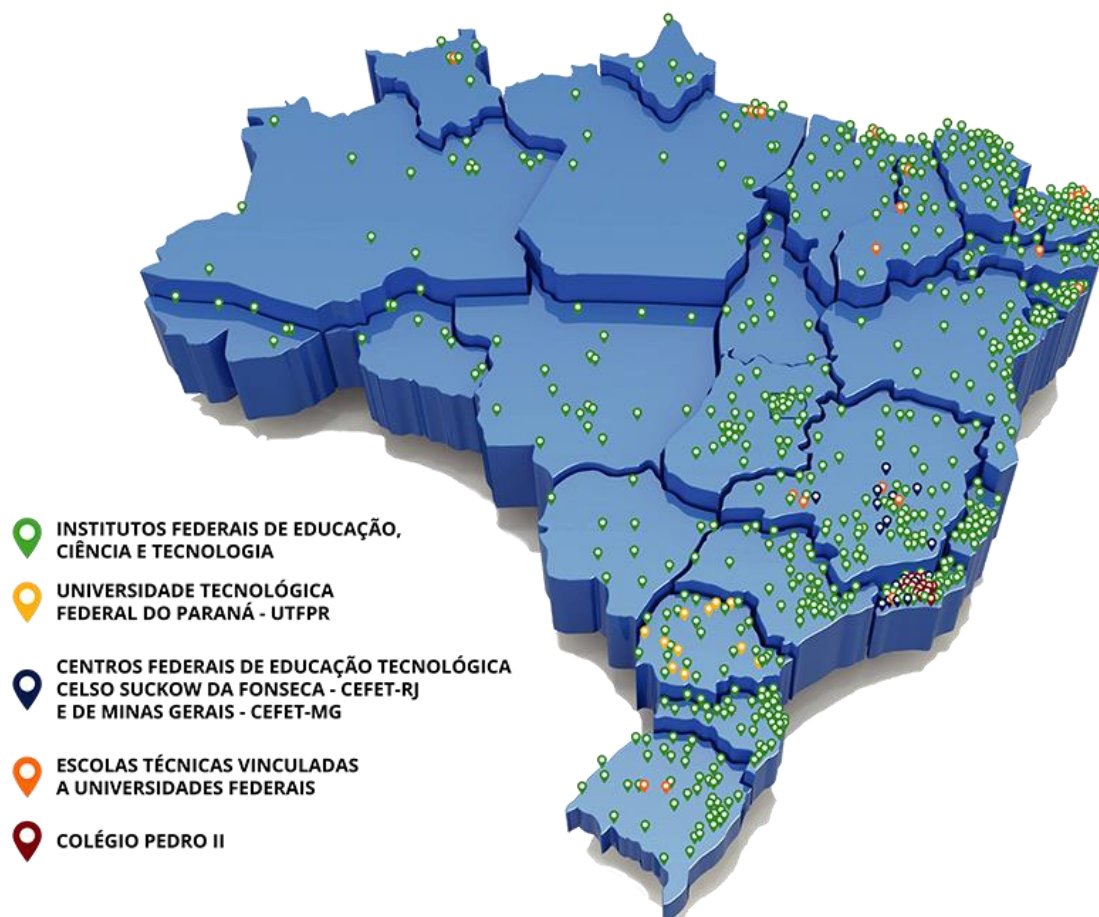 INSTITUTOS FEDERAIS DE EDUCAÇÃO,
CIÊNCIA E TECNOLOGIA
UNIVERSIDADE TECNOLÓGICA
FEDERAL DO PARANÁ - UTFPR
CENTROS FEDERAIS DE EDUCAÇÃO TECNOLÓGICA
CELSO SUCKOW DA FONSECA - CEFET-RJ
E DE MINAS GERAIS - CEFET-MG
ESCOLAS TÉCNICAS VINCULADAS
A UNIVERSIDADES FEDERAIS
COLÉGIO PEDRO II